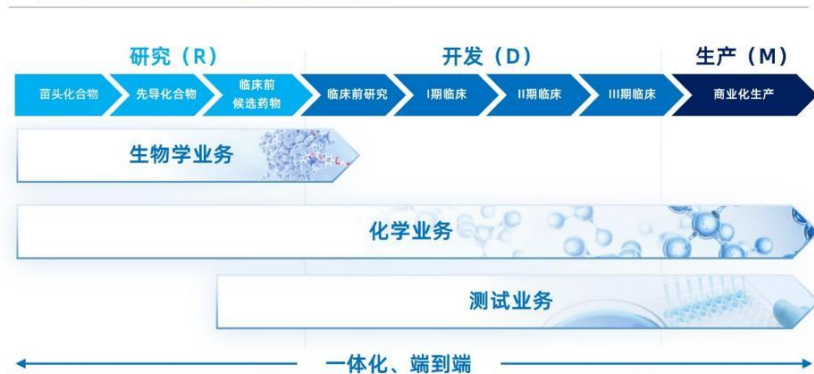 研究（R） 开发（D） 生产（M）
苗头化合物 先导化合物 临床前候选药物 临床前研究 I期临床 II期临床 III期临床 商业化生产
生物学业务
化学业务
测试业务
一体化、端到端